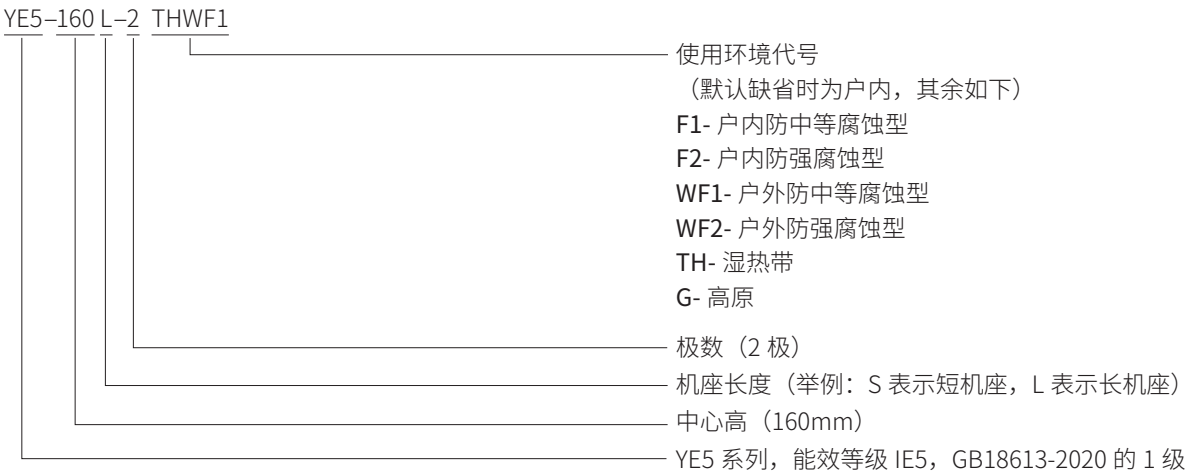 YE5–160 L–2 THWF1
使用环境代号
（默认缺省时为户内，其余如下）
F1- 户内防中等腐蚀型
F2- 户内防强腐蚀型
WF1- 户外防中等腐蚀型
WF2- 户外防强腐蚀型
TH- 湿热带
G- 高原
极数（2 极）
机座长度（举例：S 表示短机座，L 表示长机座）
中心高（160mm）
YE5 系列，能效等级 IE5，GB18613-2020 的 1 级